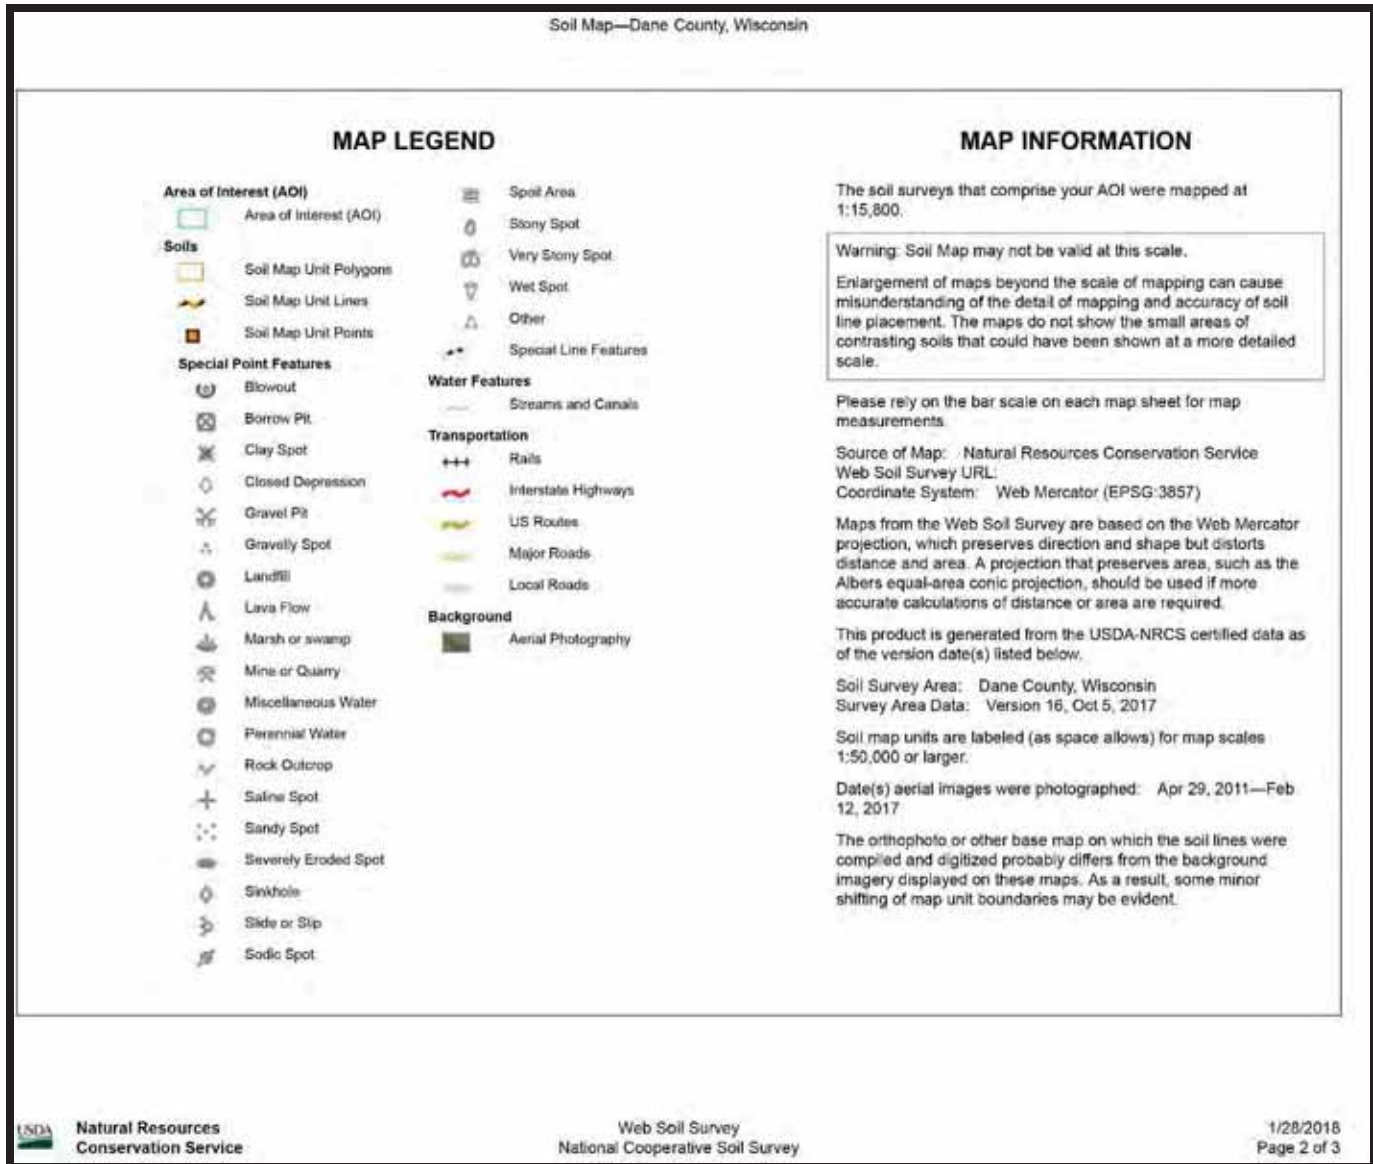 Soil Map—Dane County, Wisconsin
MAP LEGEND
Area of Interest (AOI)
Area of Interest (AOI)
Soils
Soil Map Unit Polygons
Soil Map Unit Lines
Soil Map Unit Points
Special Point Features
Blowout
Borrow Pit
Clay Spot
Closed Depression
Gravel Pit
Gravelly Spot
Landfill
Lava Flow
Marsh or swamp
Mine or Quarry
Miscellaneous Water
Perennial Water
Rock Outcrop
Saline Spot
Sandy Spot
Severely Eroded Spot
Sinkhole
Slide or Slip
Sodic Spot
Spoil Area
Stony Spot
Very Stony Spot
Wet Spot
Other
Special Line Features
Water Features
Streams and Canals
Transportation
Rails
Interstate Highways
US Routes
Major Roads
Local Roads
Background
Aerial Photography
MAP INFORMATION
The soil surveys that comprise your AOI were mapped at
1:15,800.
Warning: Soil Map may not be valid at this scale.
Enlargement of maps beyond the scale of mapping can cause
misunderstanding of the detail of mapping and accuracy of soil
line placement. The maps do not show the small areas of
contrasting soils that could have been shown at a more detailed
scale.
Please rely on the bar scale on each map sheet for map
measurements.
Source of Map: Natural Resources Conservation Service
Web Soil Survey URL:
Coordinate System: Web Mercator (EPSG:3857)
Maps from the Web Soil Survey are based on the Web Mercator
projection, which preserves direction and shape but distorts
distance and area. A projection that preserves area, such as the
Albers equal-area conic projection, should be used if more
accurate calculations of distance or area are required.
This product is generated from the USDA-NRCS certified data as
of the version date(s) listed below.
Soil Survey Area: Dane County, Wisconsin
Survey Area Data: Version 16, Oct 5, 2017
Soil map units are labeled (as space allows) for map scales
1:50,000 or larger.
Date(s) aerial images were photographed: Apr 29, 2011—Feb
12, 2017
The orthophoto or other base map on which the soil lines were
compiled and digitized probably differs from the background
imagery displayed on these maps. As a result, some minor
shifting of map unit boundaries may be evident.
USDA
Natural Resources
Conservation Service
Web Soil Survey
National Cooperative Soil Survey
1/28/2018
Page 2 of 3